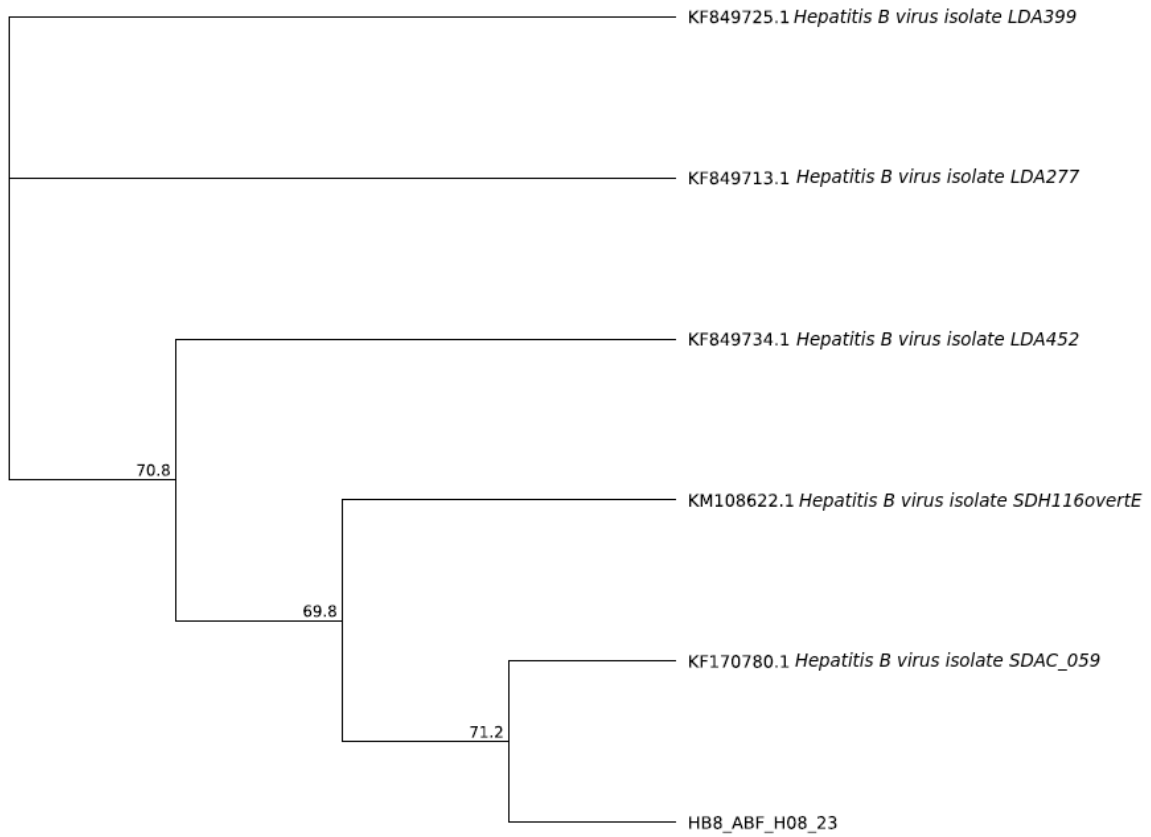 KF849725.1 Hepatitis B virus isolate LDA399
KF849713.1 Hepatitis B virus isolate LDA277
KF849734.1 Hepatitis B virus isolate LDA452
70.8
KM108622.1 Hepatitis B virus isolate SDH116overtE
69.8
KF170780.1 Hepatitis B virus isolate SDAC_059
71.2
HB8_ABF_H08_23